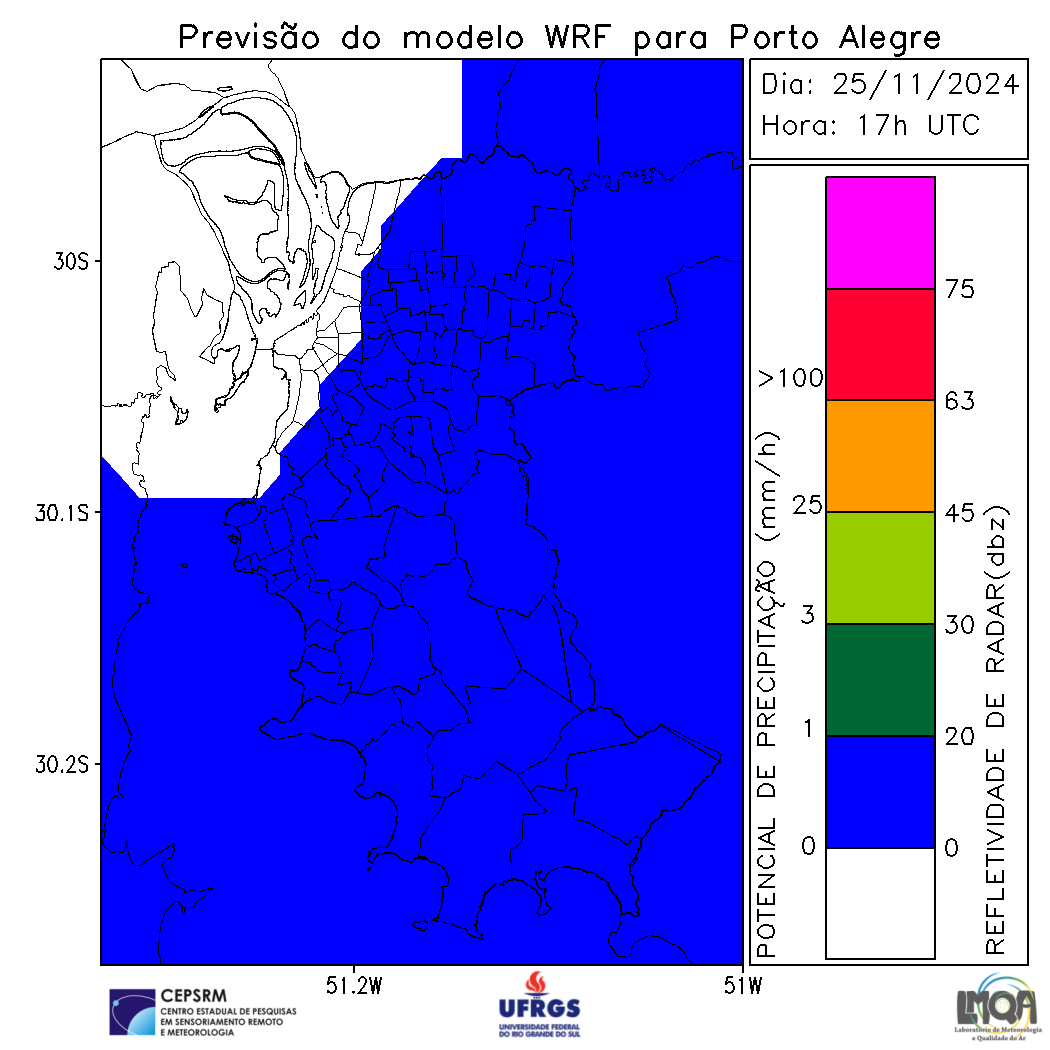 Previsão do modelo WRF para Porto Alegre
Dia: 25/11/2024
Hora: 17h UTC
30S
30.1S
30.2S
51.2W
51W
POTENCIAL DE PRECIPITAÇÃO (mm/h)
>100
25
3
1
0
75
63
45
30
20
0
REFLETIVIDADE DE RADAR(dbz)
CEPSRM
CENTRO ESTADUAL DE PESQUISAS
EM SENSORIAMENTO REMOTO
E METEOROLOGIA
UFRGS
UNIVERSIDADE FEDERAL
DO RIO GRANDE DO SUL
LMQA
Laboratório de Meteorologia
e Qualidade do Ar